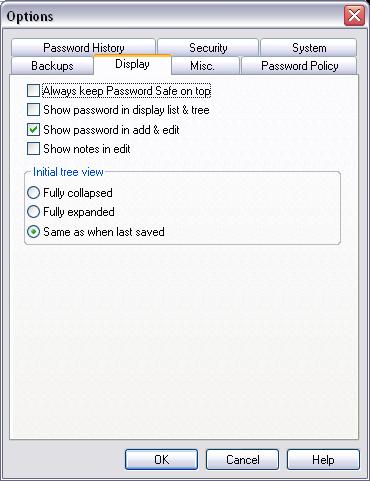 Options
Password History Security System
Backups Display Misc. Password Policy
Always keep Password Safe on top
Show password in display list & tree
Show password in add & edit
Show notes in edit
Initial tree view
Fully collapsed
Fully expanded
Same as when last saved
OK Cancel Help